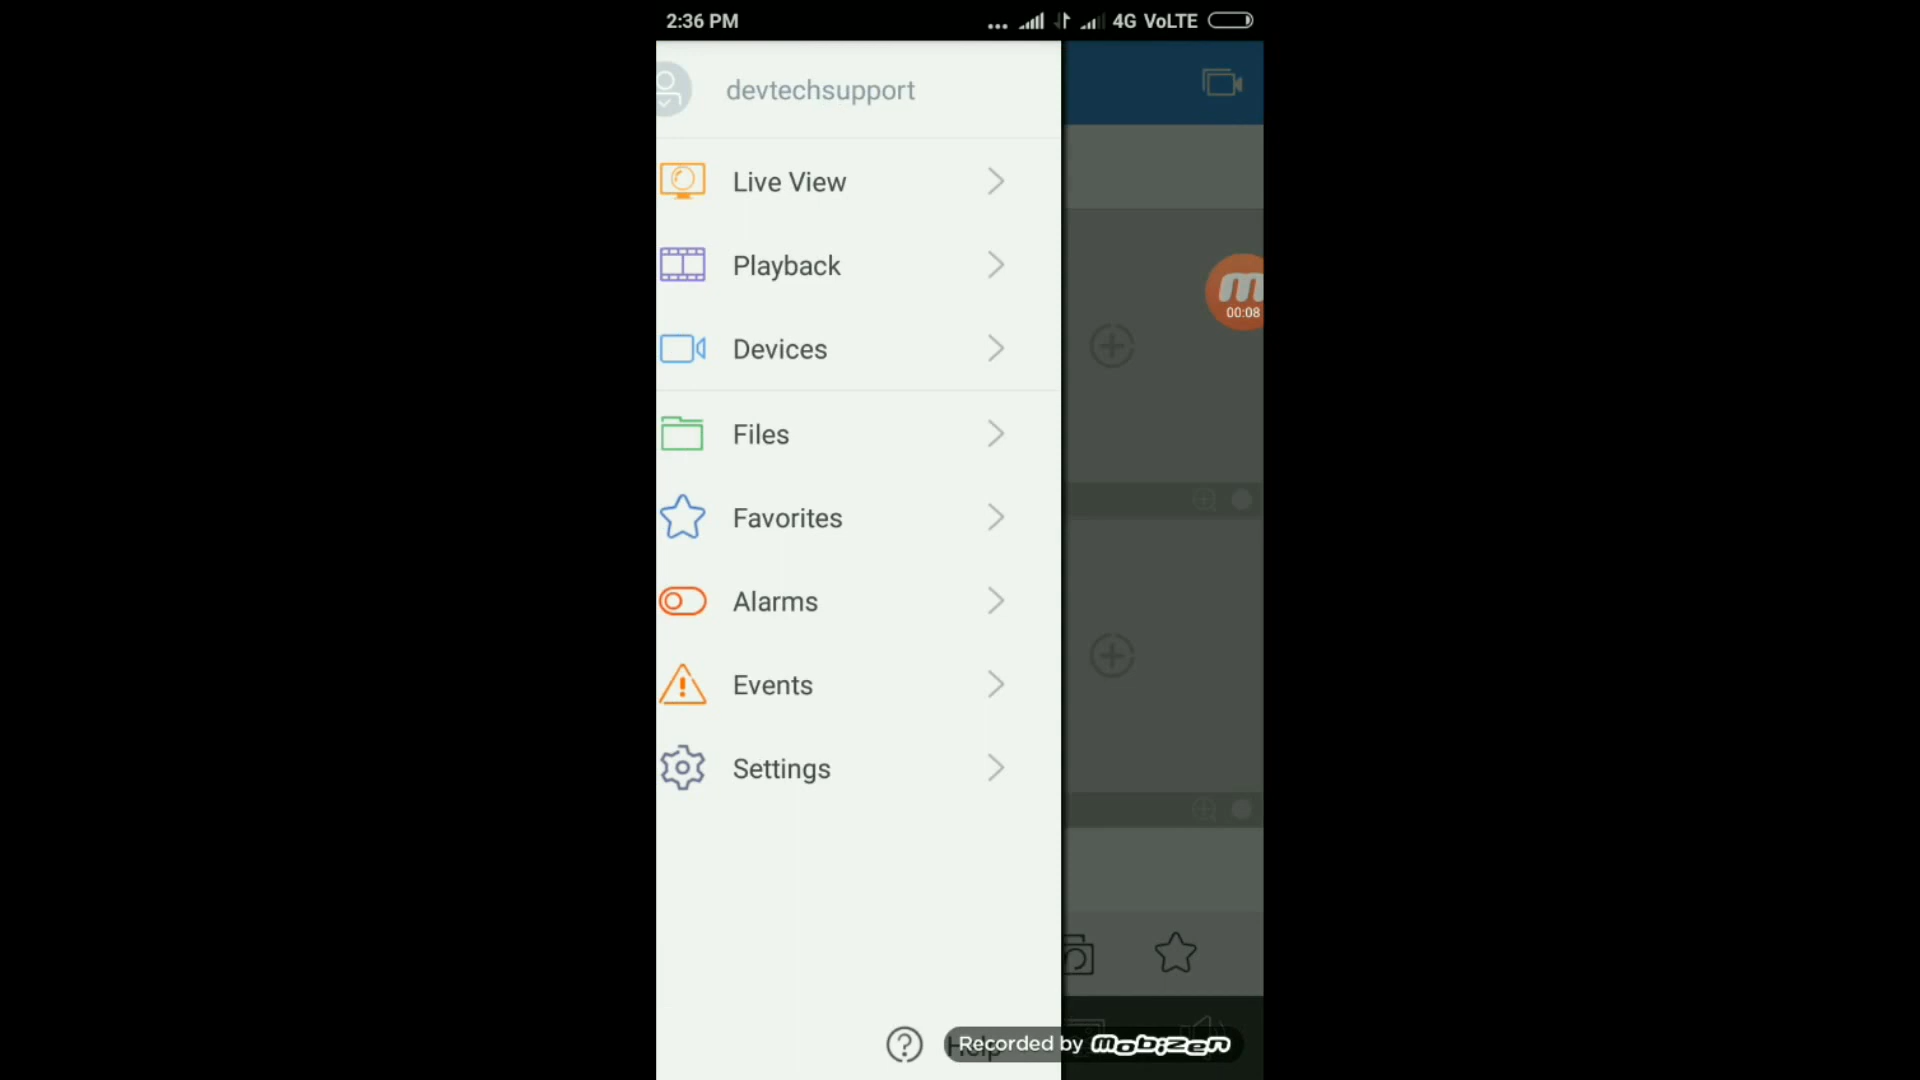 2:36 PM
... 4G VoLTE
devtechsupport
Live View
Playback
m
00:08
Devices
Files
Favorites
Alarms
Events
Settings
Help
Recorded by mobizen